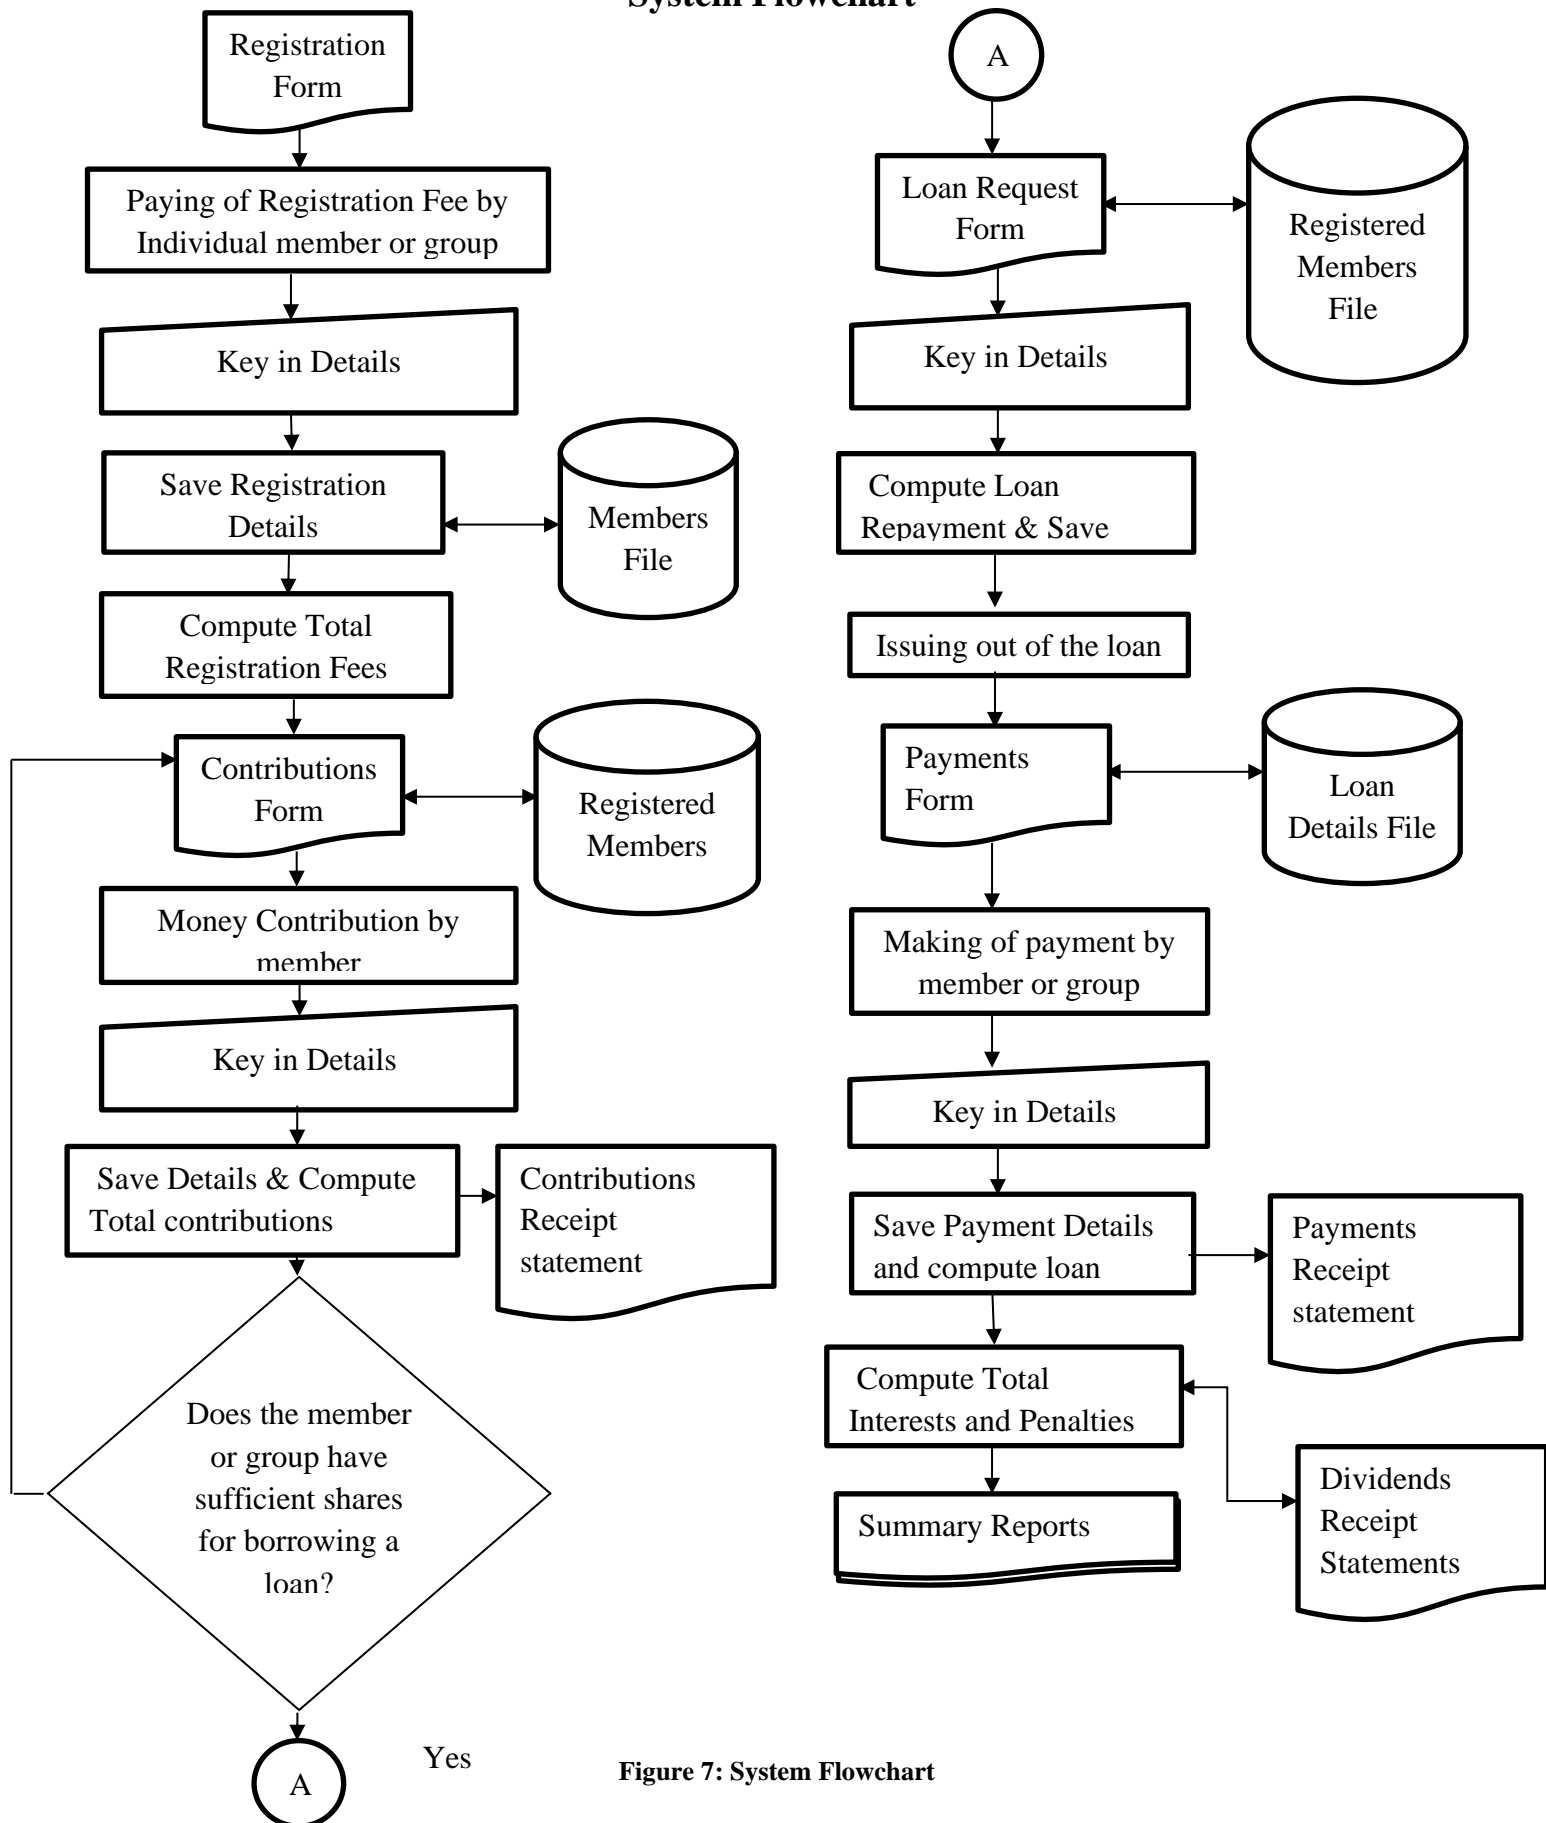 System Flowchart
Registration
Form
Paying of Registration Fee by
Individual member or group
Key in Details
Save Registration
Details
Members
File
Compute Total
Registration Fees
Contributions
Form
Registered
Members
Money Contribution by
member
Key in Details
Save Details & Compute
Total contributions
Contributions
Receipt
statement
Does the member
or group have
sufficient shares
for borrowing a
loan?
A
Yes
A
Loan Request
Form
Registered
Members
File
Key in Details
Compute Loan
Repayment & Save
Issuing out of the loan
Payments
Form
Loan
Details File
Making of payment by
member or group
Key in Details
Save Payment Details
and compute loan
Payments
Receipt
statement
Compute Total
Interests and Penalties
Dividends
Receipt
Statements
Summary Reports
Figure 7: System Flowchart